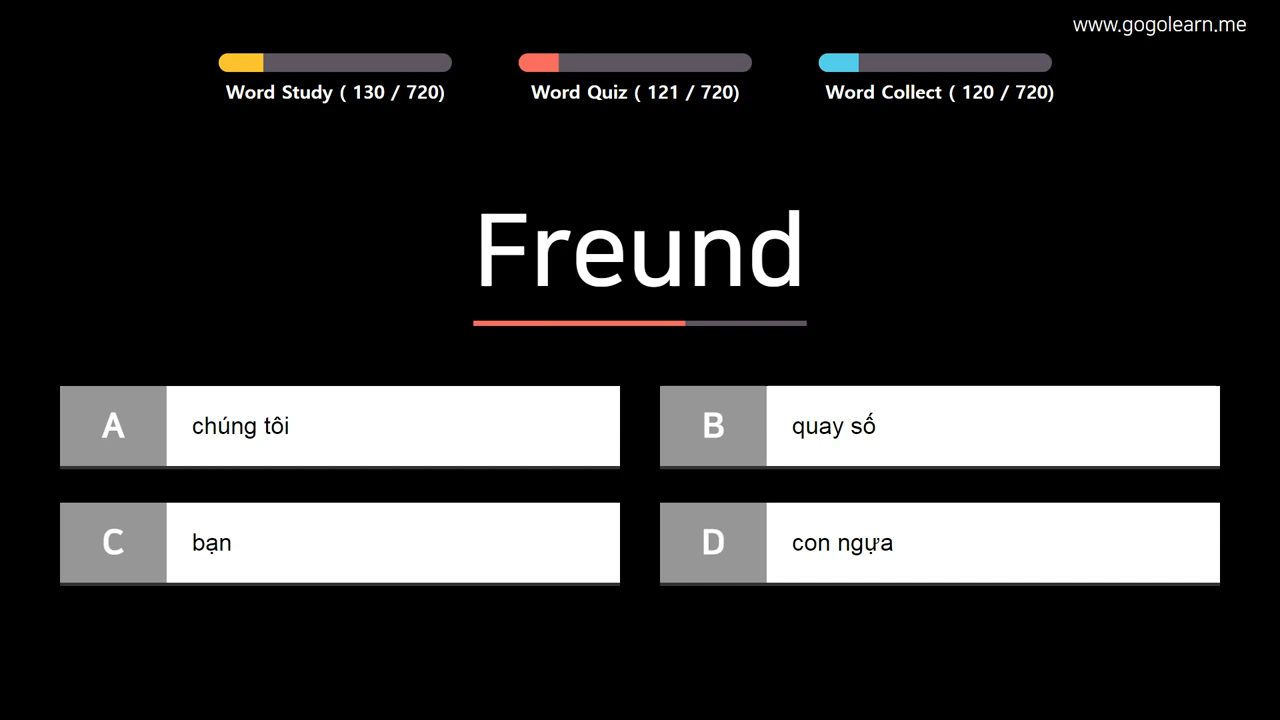 www.gogolearn.me
Word Study ( 130 / 720)
Word Quiz ( 121 / 720)
Word Collect ( 120 / 720)
Freund
A
chúng tôi
B
quay số
C
bạn
D
con ngựa